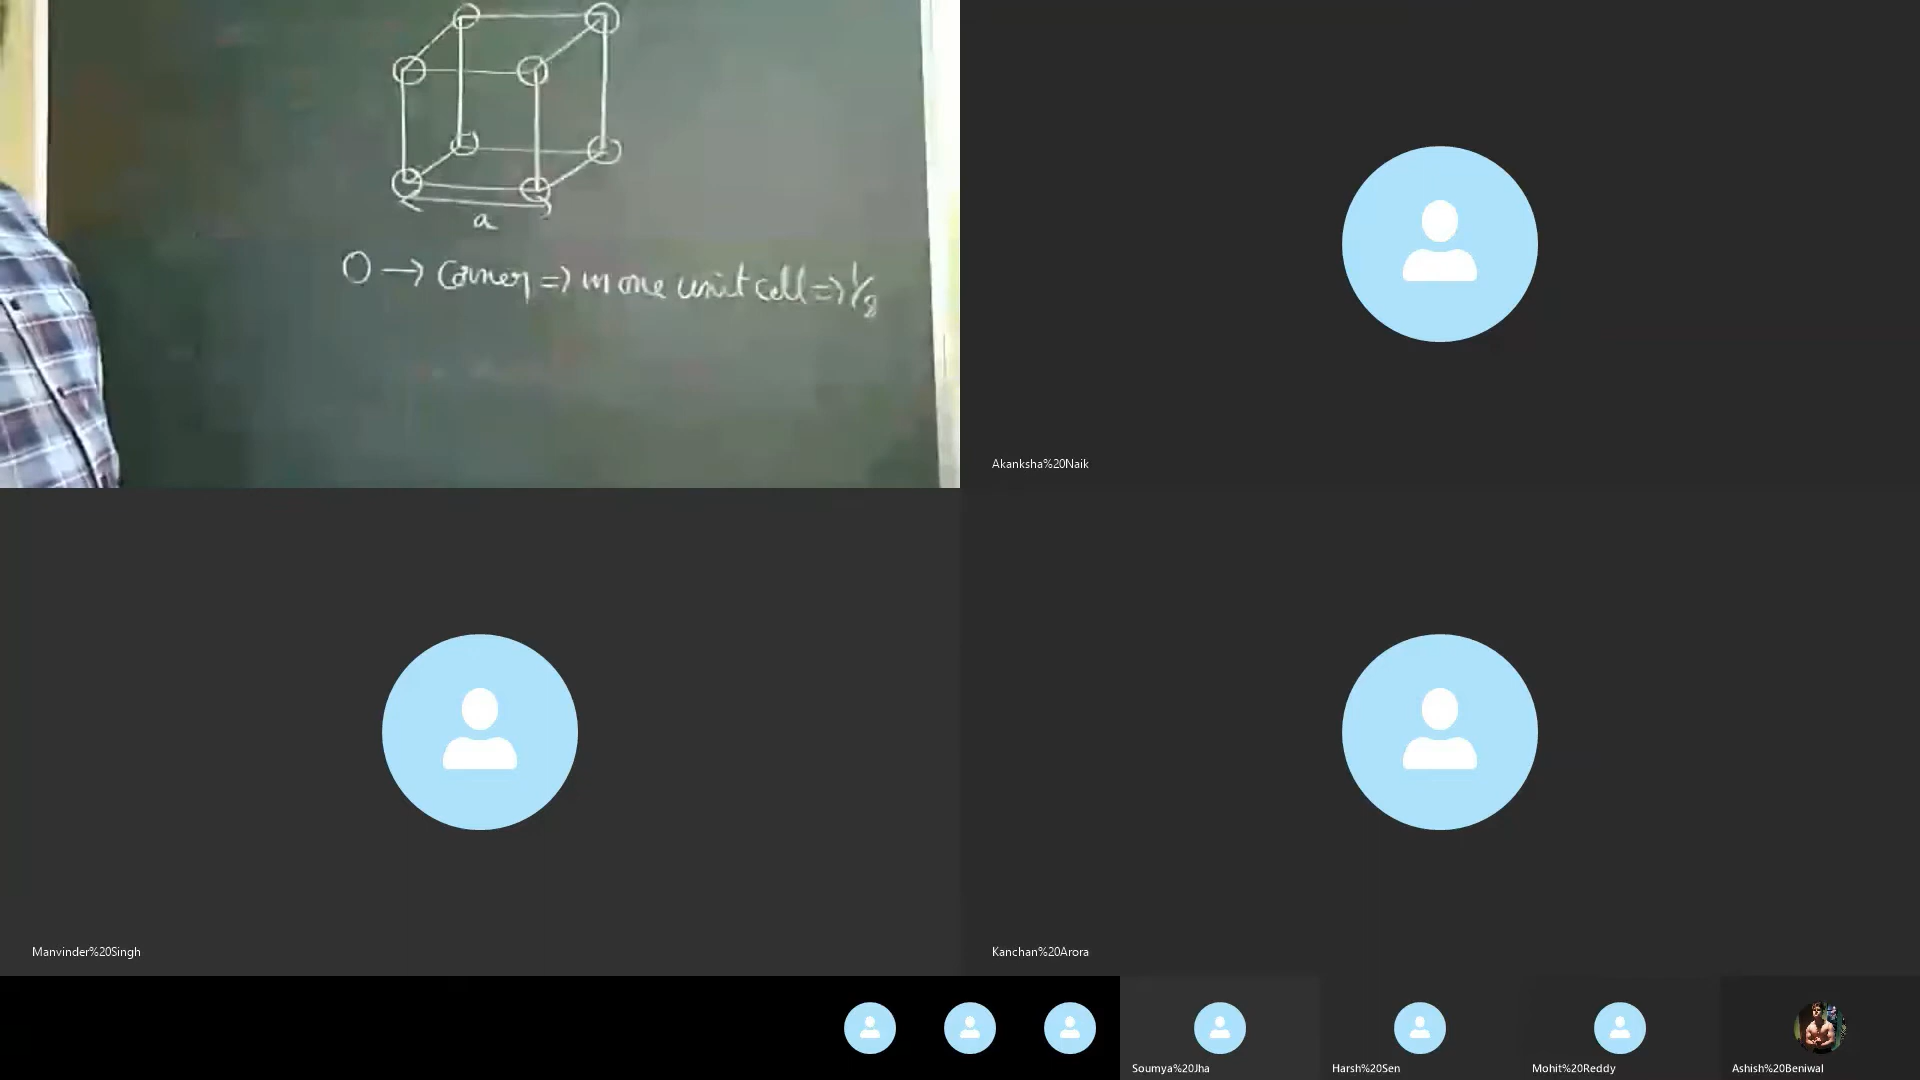 a
O → Corner => in one unit cell => 1/8
Akanksha%20Naik
Manvinder%20Singh
Kanchan%20Arora
Soumya%20Jha
Harsh%20Sen
Mohit%20Reddy
Ashish%20Beniwal